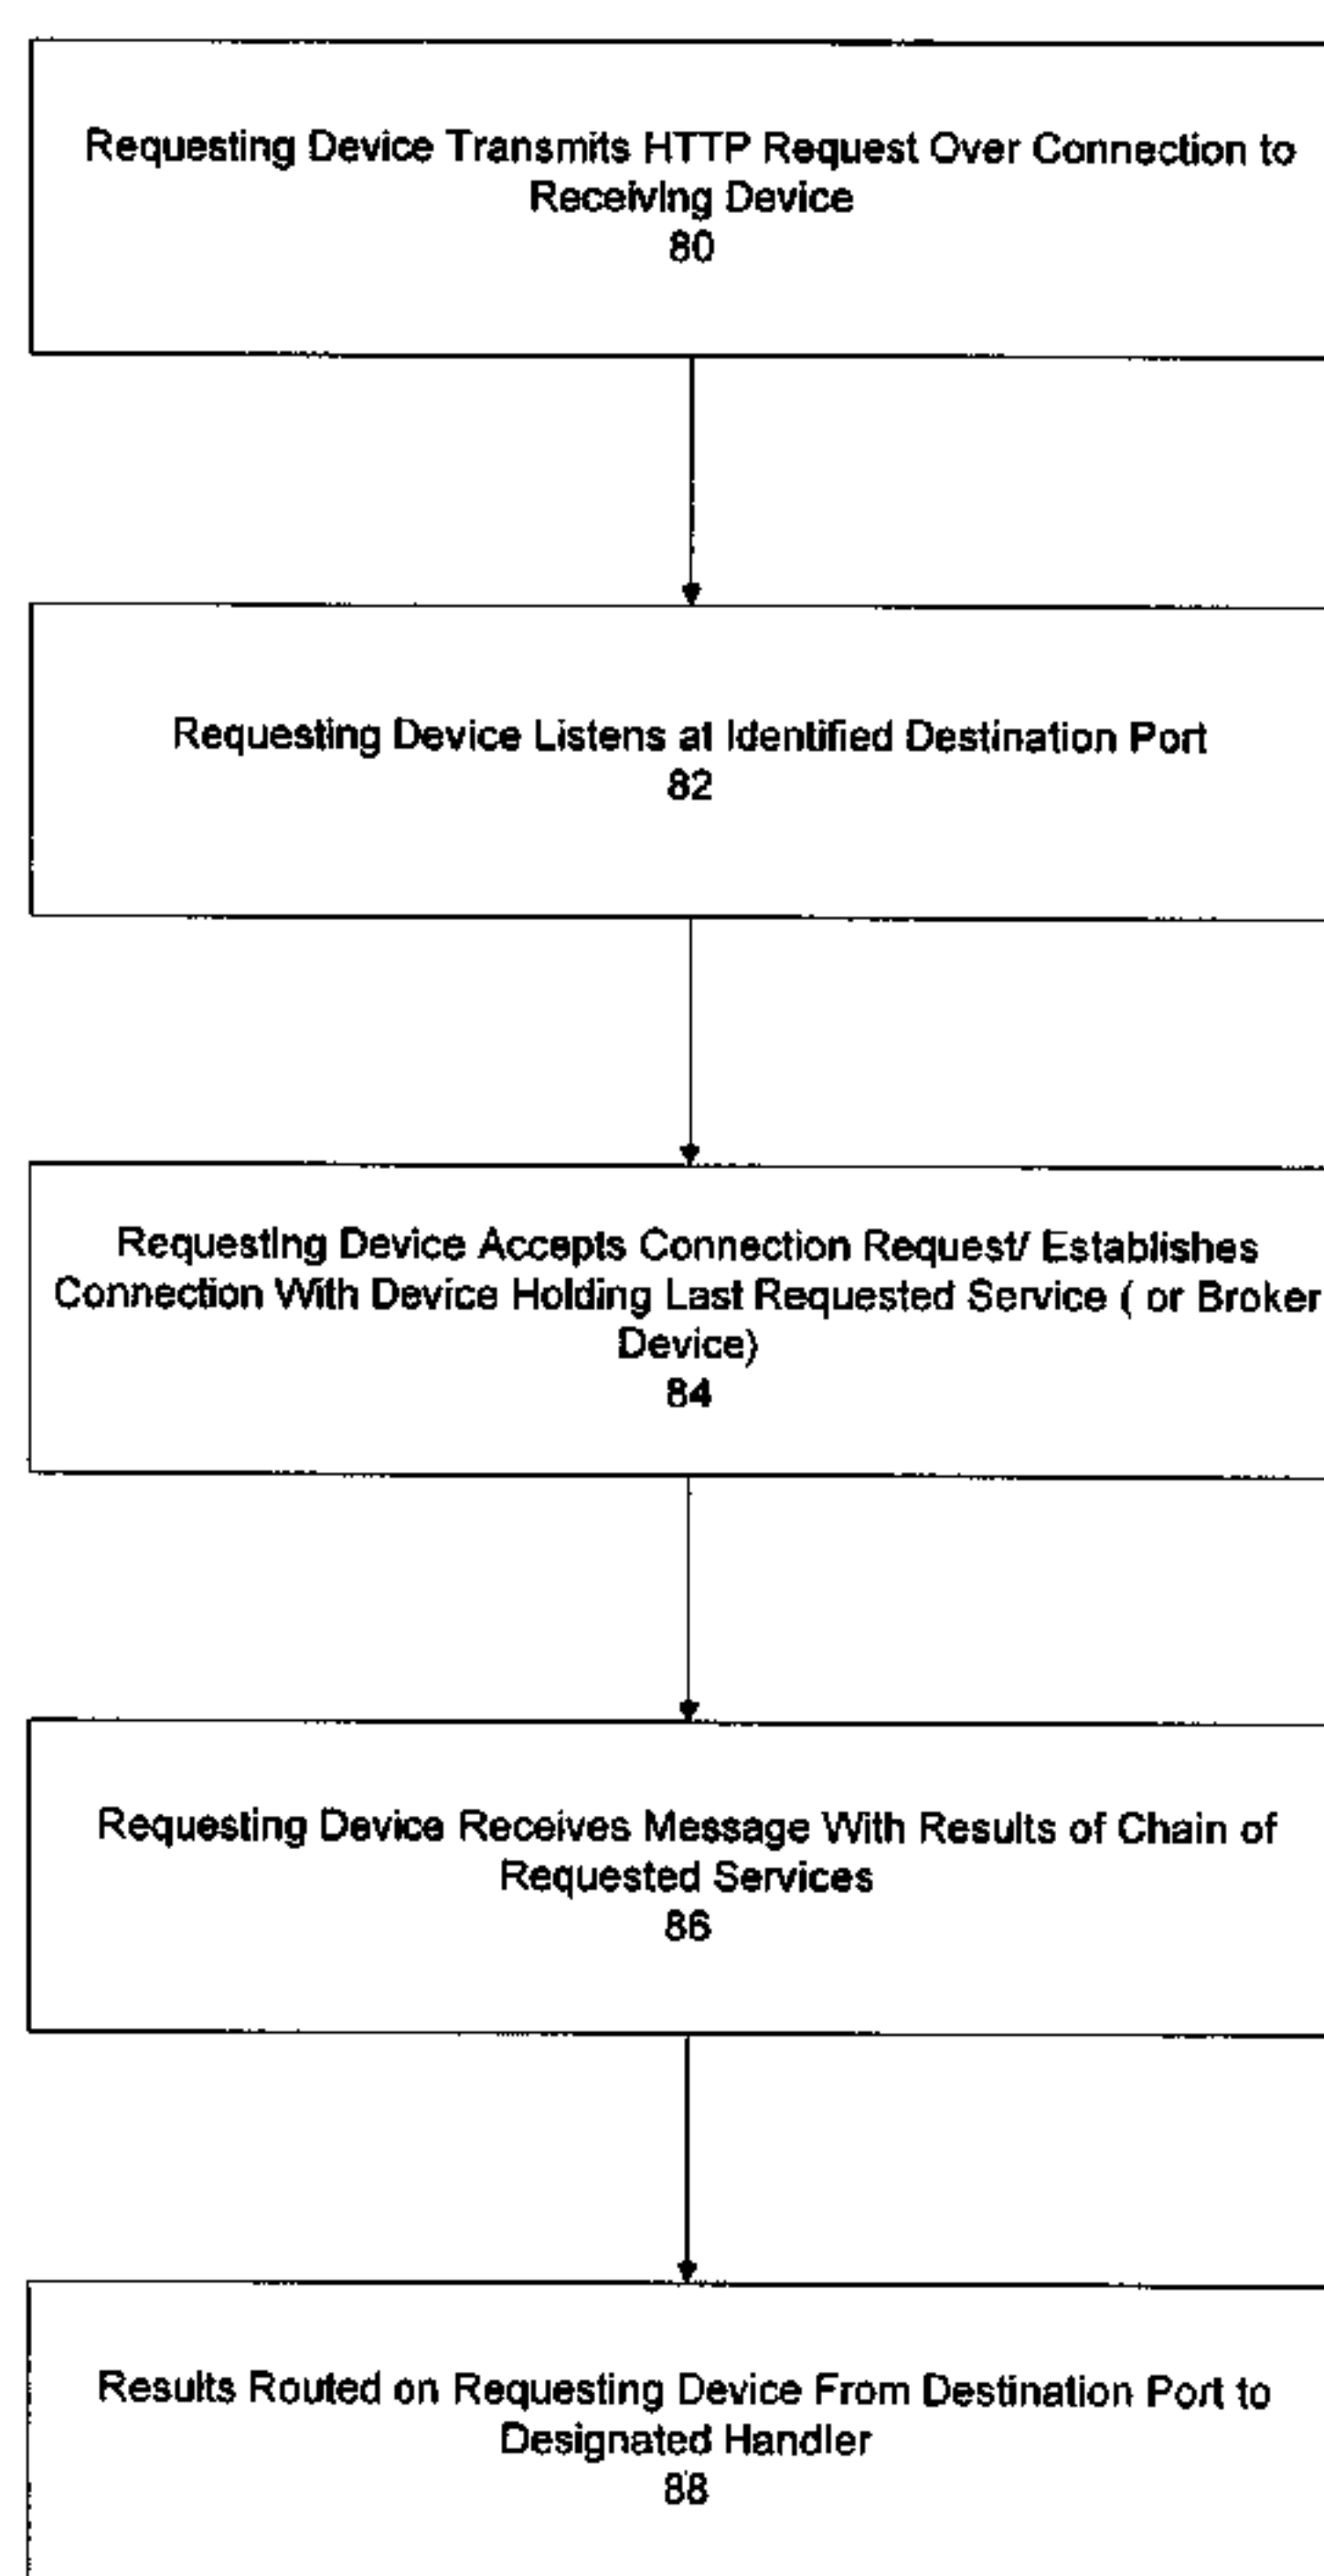 Requesting Device Transmits HTTP Request Over Connection to
Receiving Device
80
Requesting Device Listens at Identified Destination Port
82
Requesting Device Accepts Connection Request/ Establishes
Connection With Device Holding Last Requested Service ( or Broker
Device)
84
Requesting Device Receives Message With Results of Chain of
Requested Services
86
Results Routed on Requesting Device From Destination Port to
Designated Handler
88